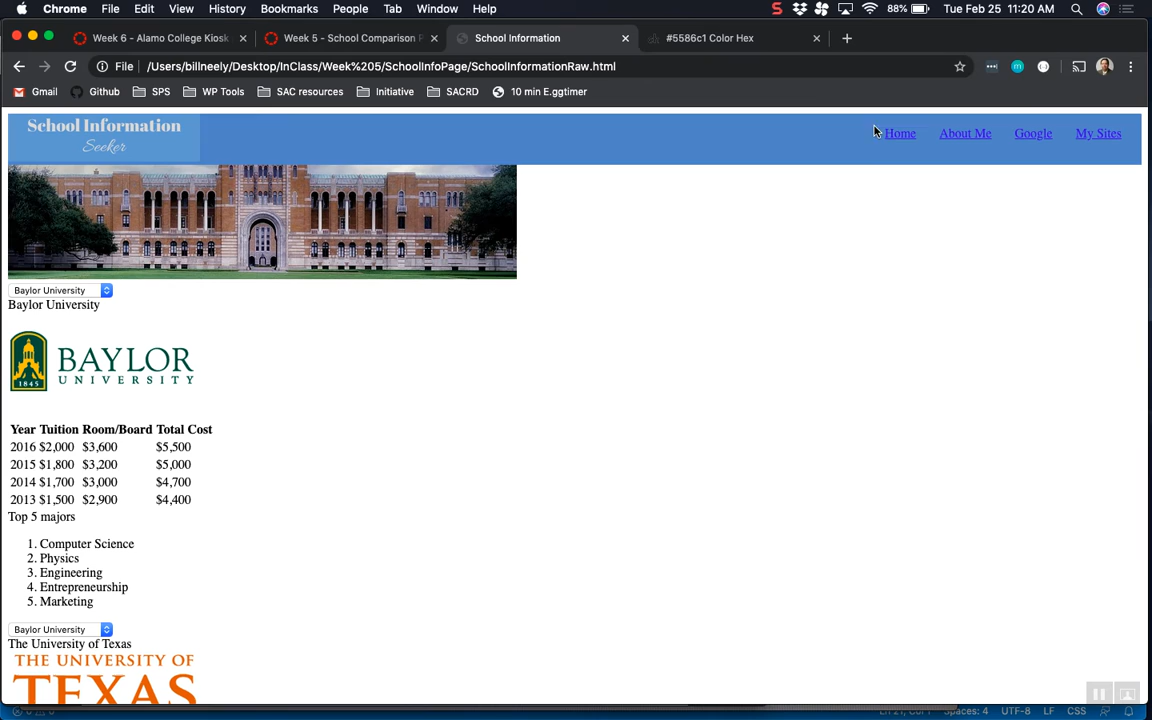 Chrome File Edit View History Bookmarks People Tab Window Help 88% Tue Feb 25 11:20 AM
Week 6 - Alamo College Kiosk Week 5 - School Comparison P School Information #5586c1 Color Hex
File /Users/billneely/Desktop/InClass/Week%205/SchoolInfoPage/SchoolInformationRaw.html
Gmail Github SPS WP Tools SAC resources Initiative SACRD 10 min E.ggtimer
School Information
Seeker
Home About Me Google My Sites
Baylor University
Baylor University
BAYLOR
UNIVERSITY
1845
Year Tuition Room/Board Total Cost
2016 $2,000 $3,600 $5,500
2015 $1,800 $3,200 $5,000
2014 $1,700 $3,000 $4,700
2013 $1,500 $2,900 $4,400
Top 5 majors
1. Computer Science
2. Physics
3. Engineering
4. Entrepreneurship
5. Marketing
Baylor University
The University of Texas
THE UNIVERSITY OF
TEXAS
Spaces: 4 UTF-8 LF CSS